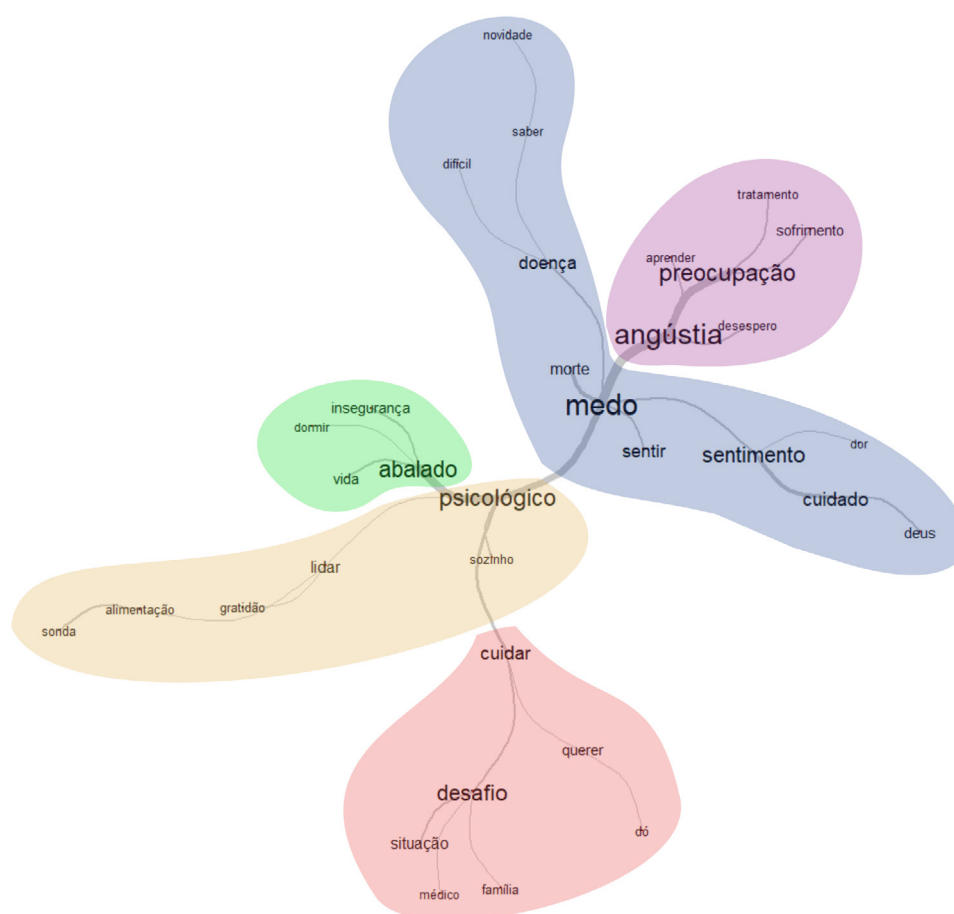 novidade
saber
difícil
tratamento
sofrimento
doença
aprender
preocupação
angústia
desespero
morte
medo
insegurança
dormir
sentir
sentimento
dor
vida
abalado
cuidado
psicológico
deus
lidar
sozinho
sonda
alimentação
gratidão
cuidar
querer
desafio
situação
dó
médico
família